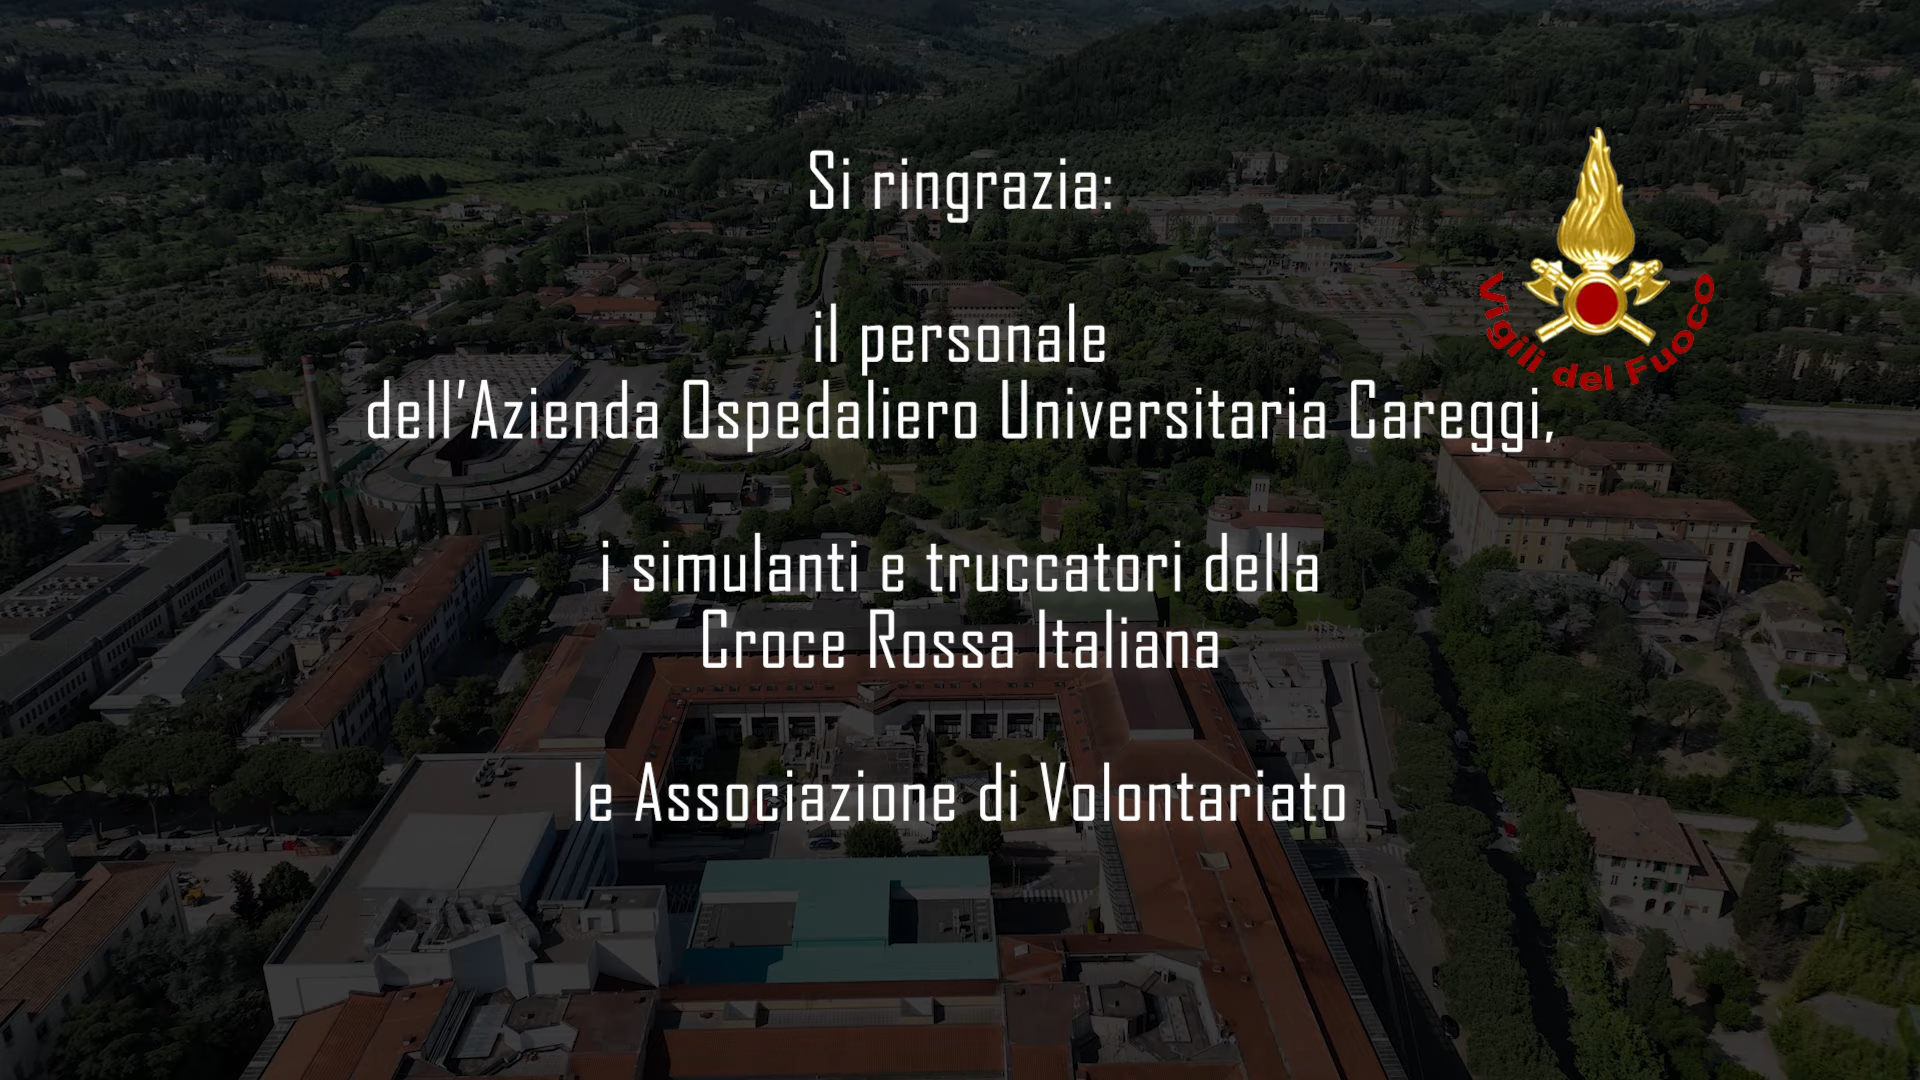 Si ringrazia:
il personale
dell'Azienda Ospedaliero Universitaria Careggi,
i simulanti e truccatori della
Croce Rossa Italiana
le Associazione di Volontariato
Vigili del Fuoco